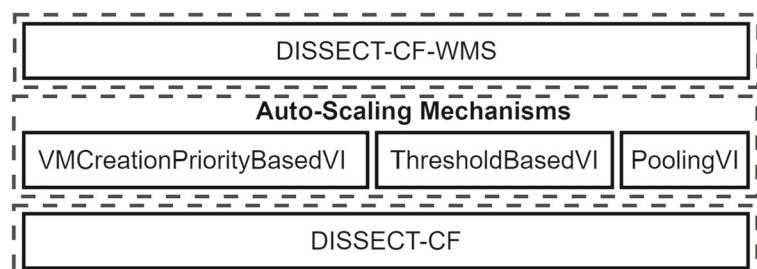 DISSECT-CF-WMS
Auto-Scaling Mechanisms
VMCreationPriorityBasedVI ThresholdBasedVI PoolingVI
DISSECT-CF